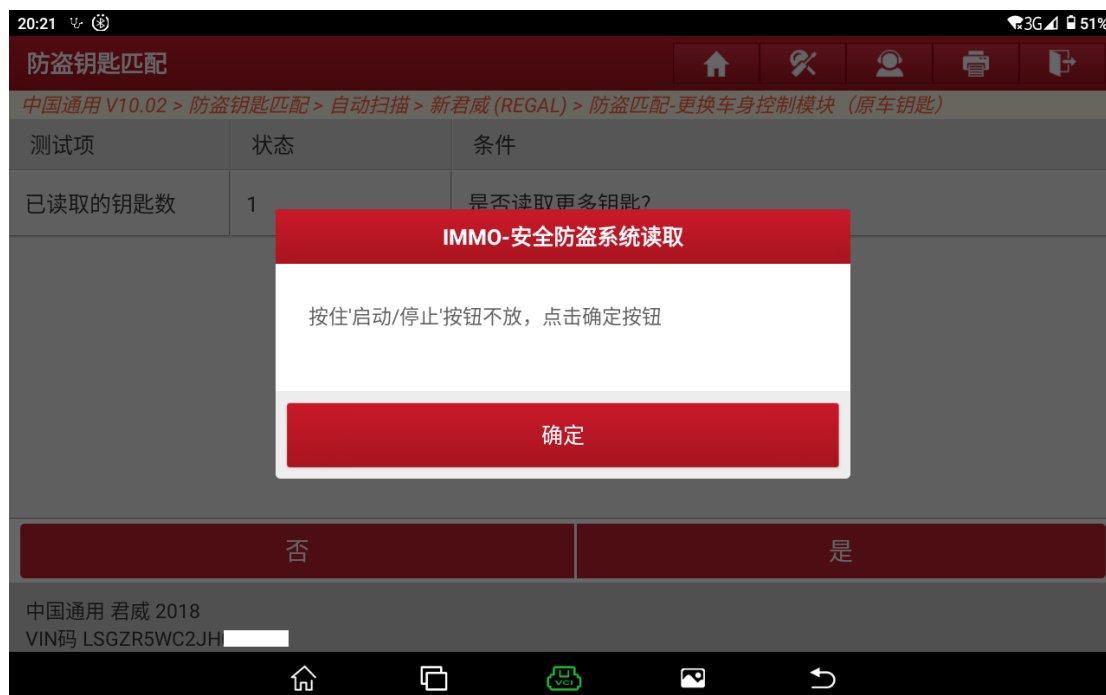 20:21 3G 51%
防盗钥匙匹配
中国通用 V10.02 > 防盗钥匙匹配 > 自动扫描 > 新君威 (REGAL) > 防盗匹配-更换车身控制模块（原车钥匙）
测试项 状态 条件
已读取的钥匙数 1 是否读取更多钥匙?
IMMO-安全防盗系统读取
按住'启动/停止'按钮不放，点击确定按钮
确定
否 是
中国通用 君威 2018
VIN码 LSGZR5WC2JH
VCI